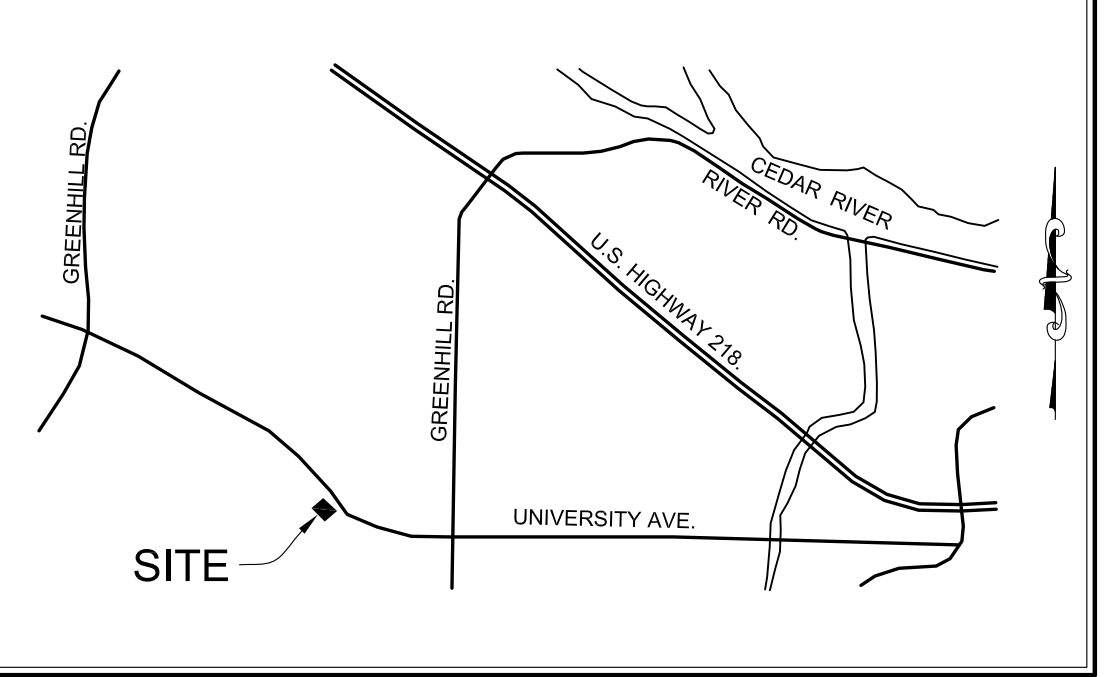 GREENHILL RD.
CEDAR RIVER
RIVER RD.
U.S. HIGHWAY 218.
GREENHILL RD.
UNIVERSITY AVE.
SITE